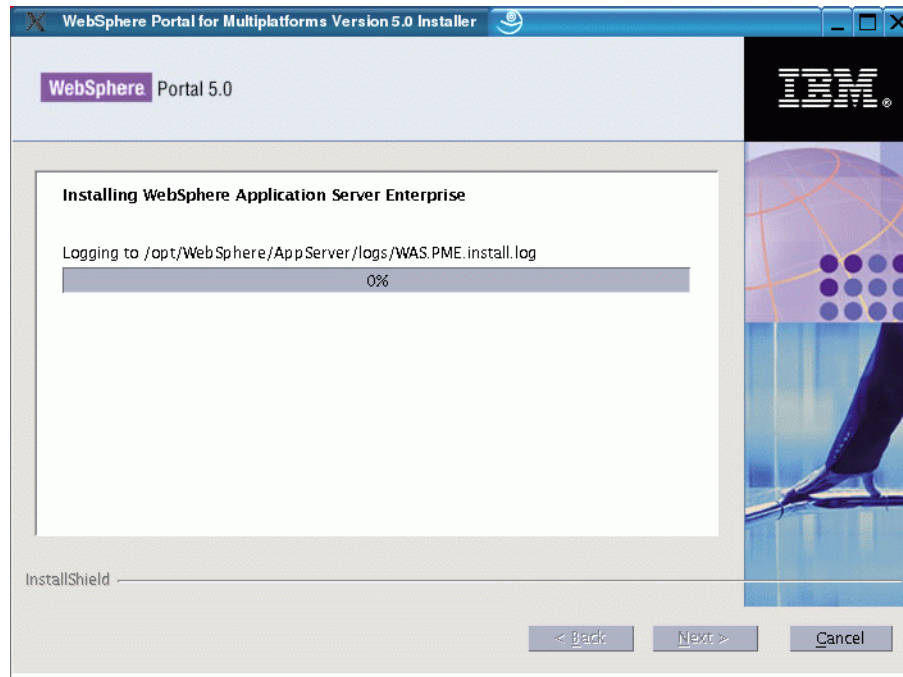 WebSphere Portal for Multiplatforms Version 5.0 Installer
WebSphere. Portal 5.0
IBM®
Installing WebSphere Application Server Enterprise
Logging to /opt/WebSphere/AppServer/logs/WAS.PME.install.log
0%
InstallShield
< Back Next > Cancel